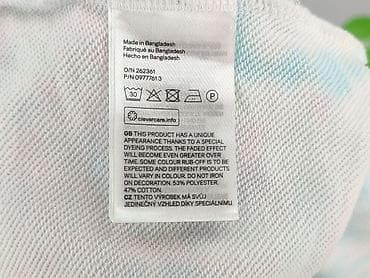 Made in Bangladesh
Fabriqué au Bangladesh
Hecho en Bangladesh
O/N 262361
P/N 09777613
30 P
clevercare.info
GB THIS PRODUCT HAS A UNIQUE
APPEARANCE THANKS TO A SPECIAL
DYEING PROCESS. THE FADED EFFECT
WILL BECOME EVEN GREATER OVER
TIME. SOME COLOUR RUB-OFF IS TO BE
EXPECTED AND DIFFERENT PRODUCTS
WILL VARY IN COLOUR. DO NOT IRON
ON DECORATION. 53% POLYESTER,
47% COTTON.
CZ TENTO VÝROBEK MÁ SVŮJ
JEDINEČNÝ VZHLED DÍKY SPECIÁLNÍMU